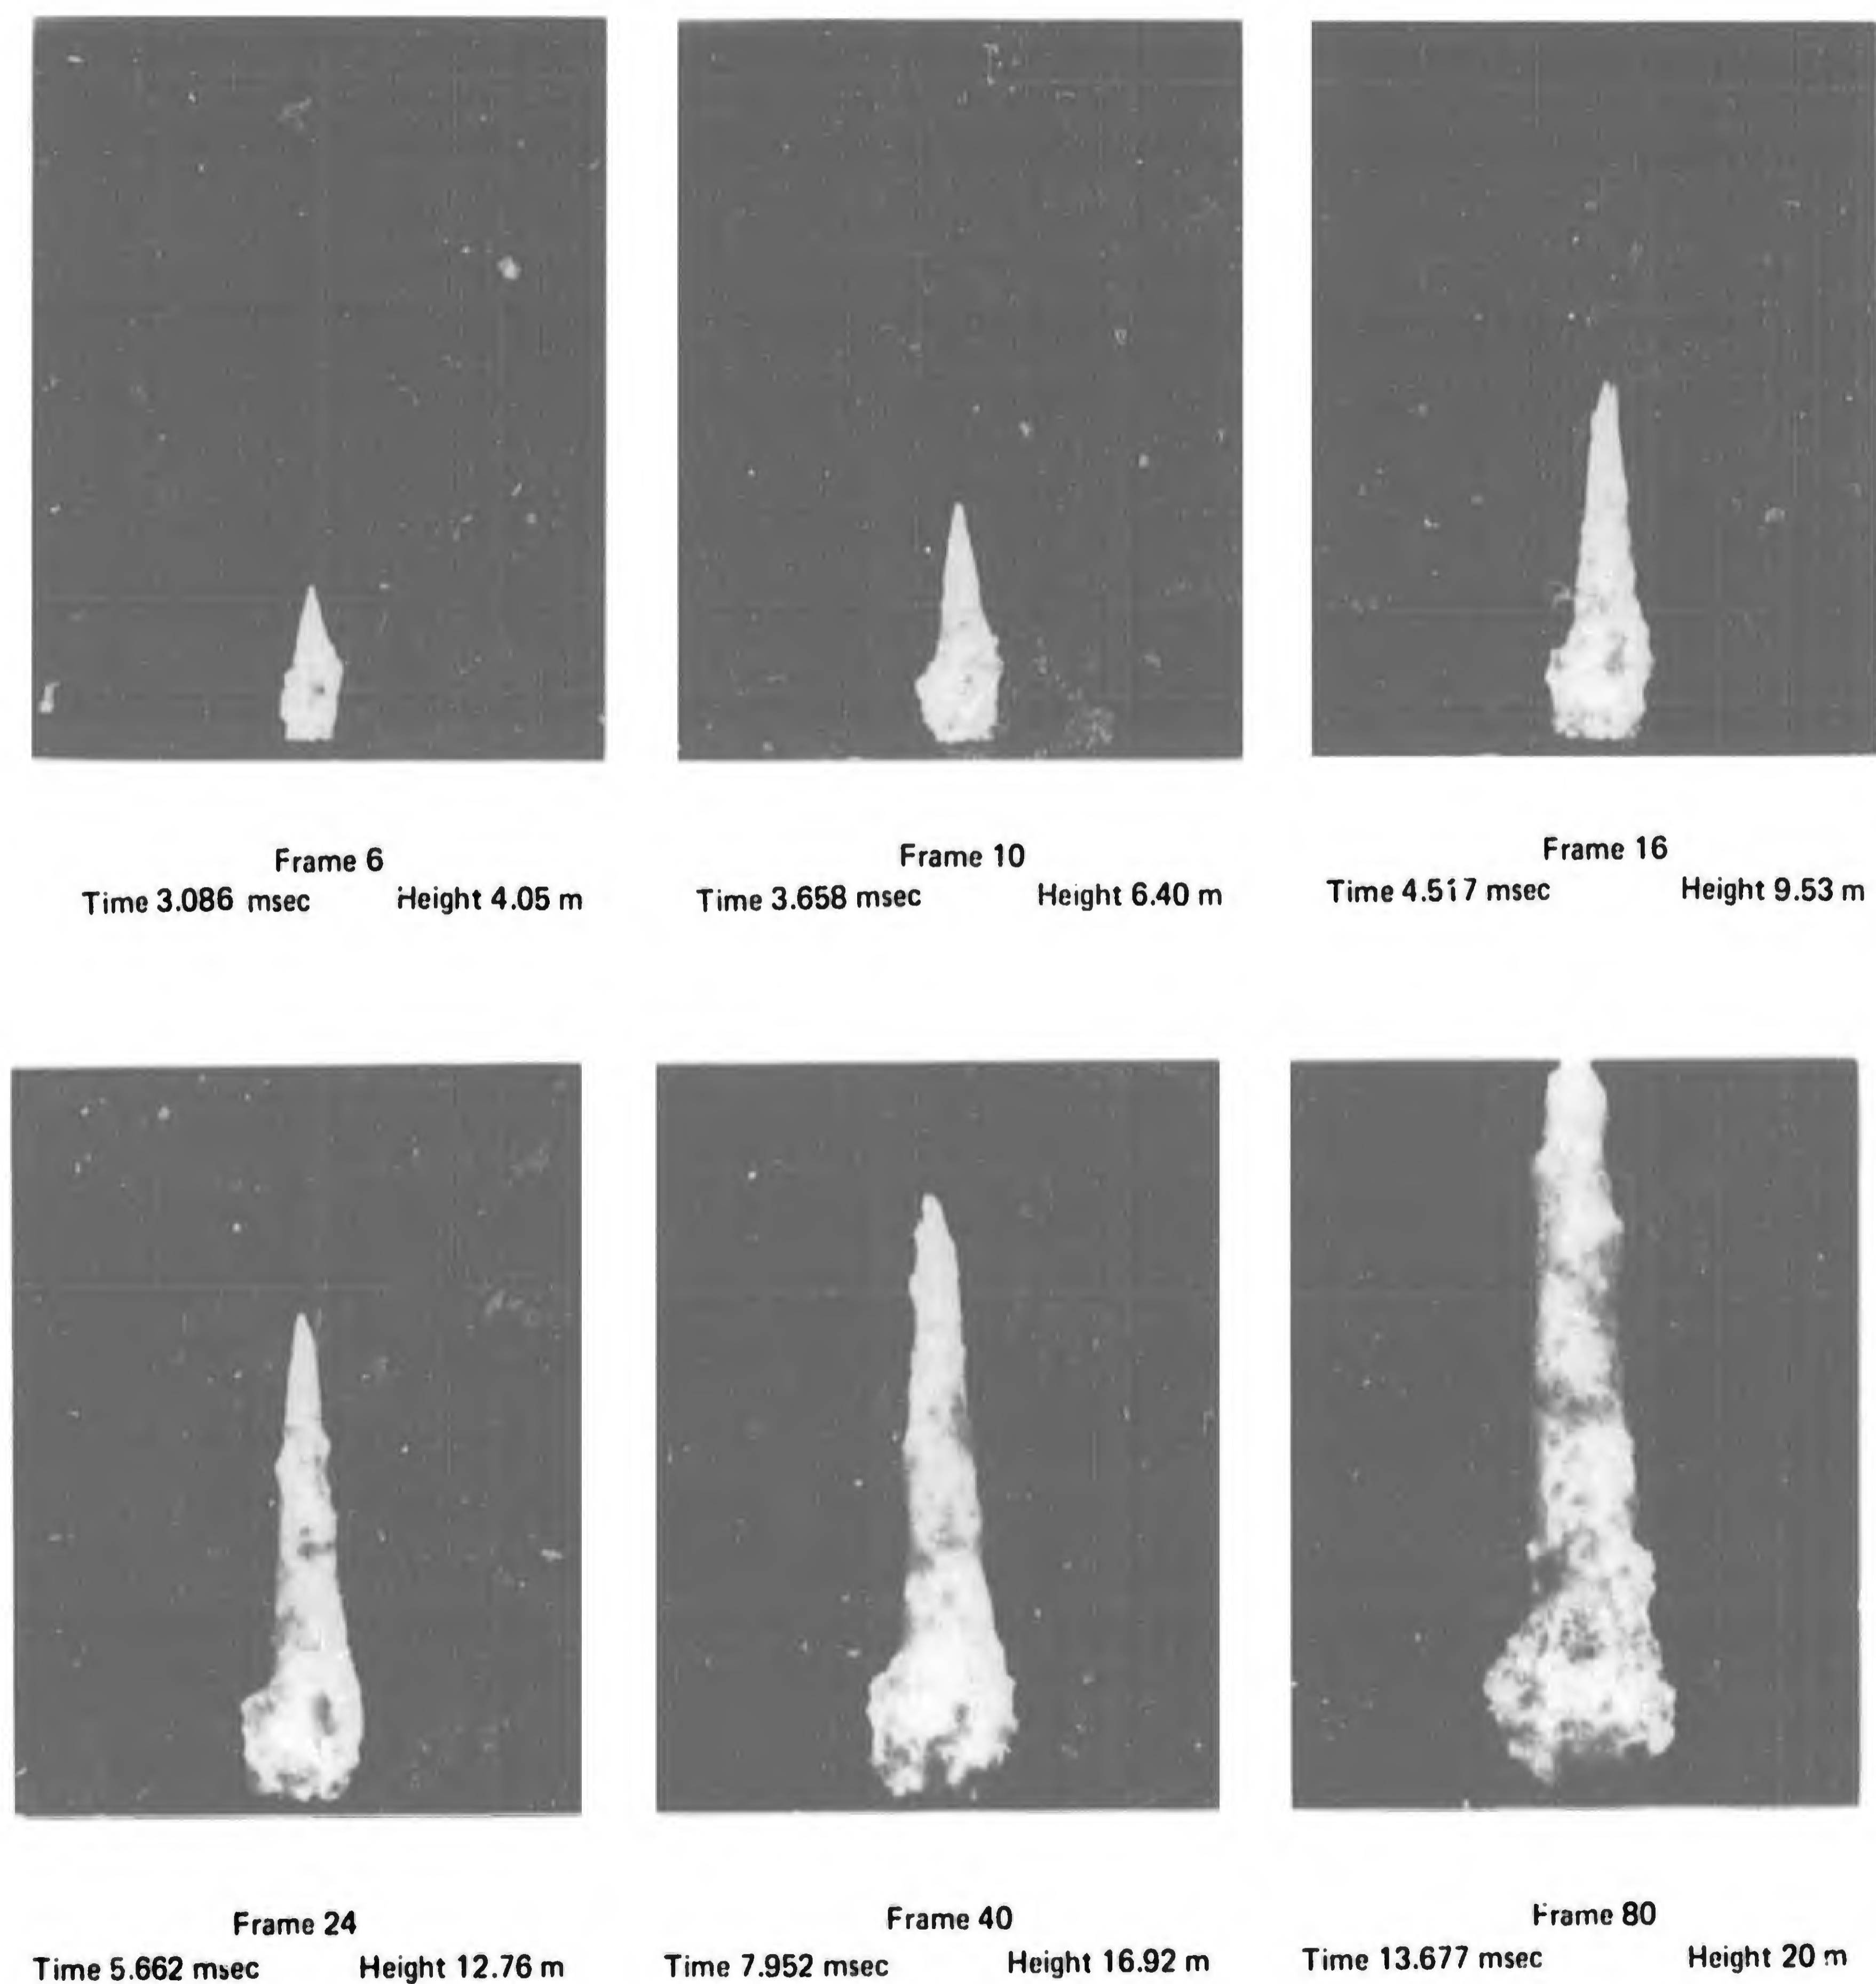 Frame 6
Time 3.086 msec Height 4.05 m
Frame 10
Time 3.658 msec Height 6.40 m
Frame 16
Time 4.517 msec Height 9.53 m
Frame 24
Time 5.662 msec Height 12.76 m
Frame 40
Time 7.952 msec Height 16.92 m
Frame 80
Time 13.677 msec Height 20 m